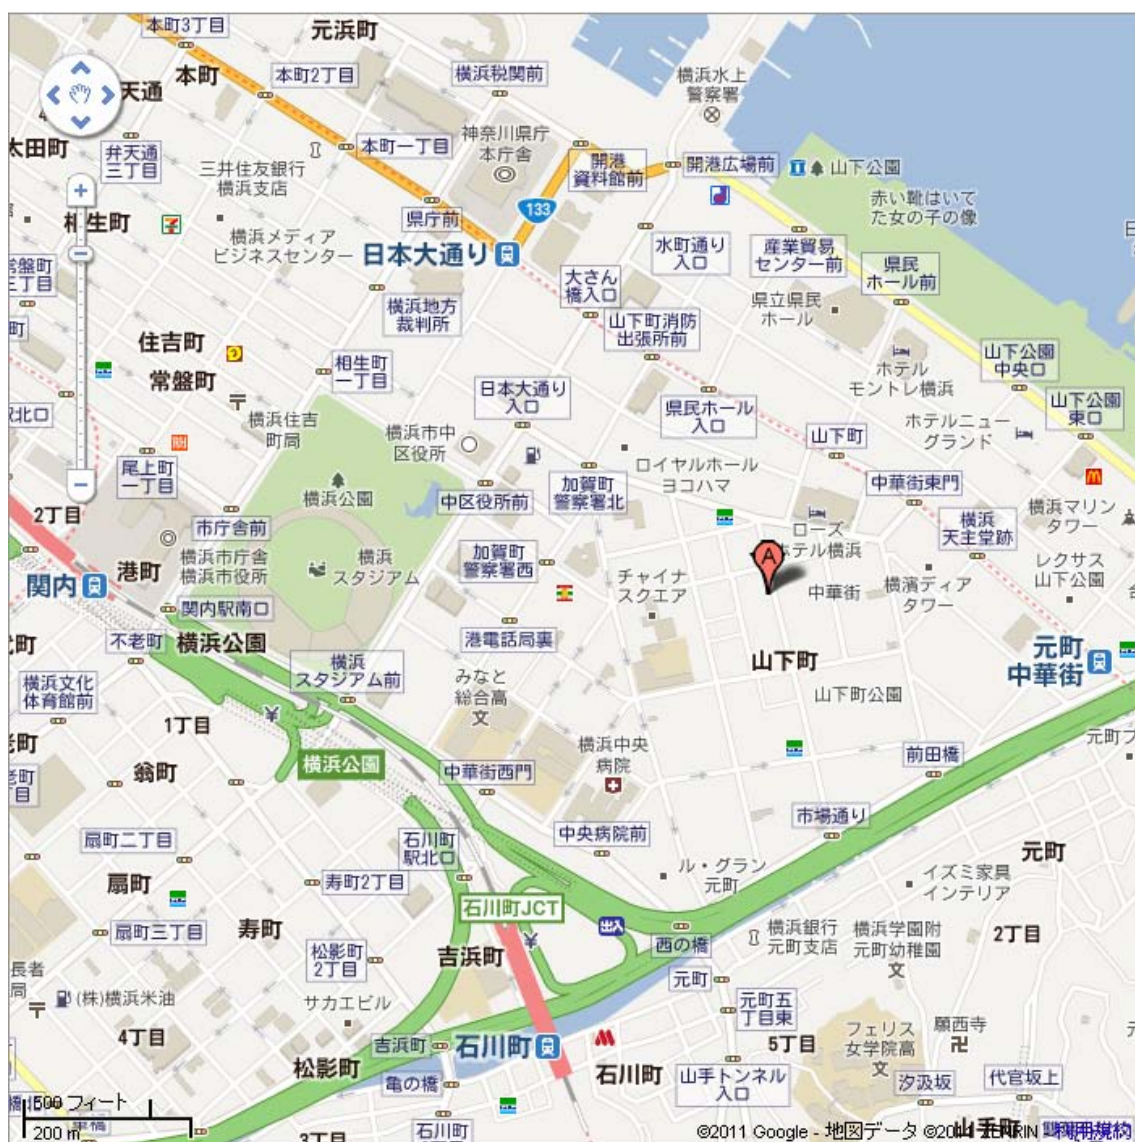 本町3丁目
元浜町
本町
本町2丁目
横浜税関前
横浜水上
警察署
天通
太田町
弁天通
三丁目
三井住友銀行
横浜支店
本町一丁目
神奈川県庁
本庁舎
開港
資料館前
開港広場前
山下公園
赤い靴はいて
た女の子の像
133
県庁前
相生町
横浜メディア
ビジネスセンター
日本大通り
水町通り
入口
産業貿易
センター前
県民
ホール前
常盤町
三丁目
横浜地方
裁判所
大さん
橋入口
県立県民
ホール
山下町消防
出張所前
住吉町
常盤町
相生町
一丁目
日本大通り
入口
県民ホール
入口
ホテル
モントレ横浜
山下公園
中央口
山下公園
東口
横浜住吉
町局
横浜市中
区役所
山下町
ホテルニュー
グランド
尾上町
一丁目
横浜公園
中区役所前
加賀町
警察署北
ロイヤルホール
ヨコハマ
中華街東門
横浜マリン
タワー
2丁目
市庁舎前
横浜市庁舎
横浜市役所
横浜
スタジアム
加賀町
警察署西
チャイナ
スクエア
ローズ
ホテル横浜
横浜
天主堂跡
レクサス
山下公園
A
関内
港町
関内駅南口
中華街
横濱ディア
タワー
不老町
横浜公園
港電話局裏
山下町
元町
中華街
横浜文化
体育館前
横浜
スタジアム前
みなと
総合高
山下町公園
1丁目
横浜公園
中華街西門
横浜中央
病院
前田橋
翁町
市場通り
扇町二丁目
石川町
駅北口
中央病院前
元町
扇町
寿町2丁目
ル・グラン
元町
イズミ家具
インテリア
石川町JCT
出入
扇町三丁目
寿町
松影町
2丁目
吉浜町
西の橋
横浜銀行
元町支店
横浜学園附
元町幼稚園
2丁目
(株)横浜米油
サカエビル
元町
元町五
丁目東
4丁目
吉浜町
石川町
5丁目
フェリス
女学院高
願西寺
松影町
亀の橋
石川町
山手トンネル
入口
汐汲坂
代官坂上
500 フィート
200 m
3丁目
石川町
山手町
©2011 Google - 地図データ ©2011 ZENRIN - 利用規約